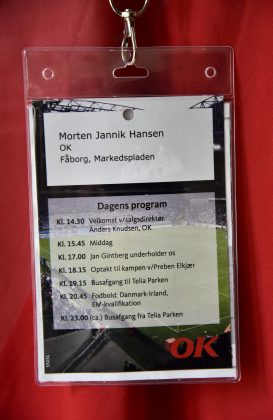 Morten Jannik Hansen
OK
Fåborg, Markedspladen
Dagens program
Kl. 14.30 Velkomst v/salgsdirektør
Anders Knudsen, OK
Kl. 15.45 Middag
Kl. 17.00 Jan Gintberg underholder os
Kl. 18.15 Optakt til kampen v/Preben Elkjær
Kl. 19.15 Busafgang til Telia Parken
Kl. 20.45 Fodbold: Danmark-Irland,
EM-kvalifikation
Kl. 23.00 (ca.) Busafgang fra Telia Parken
OK